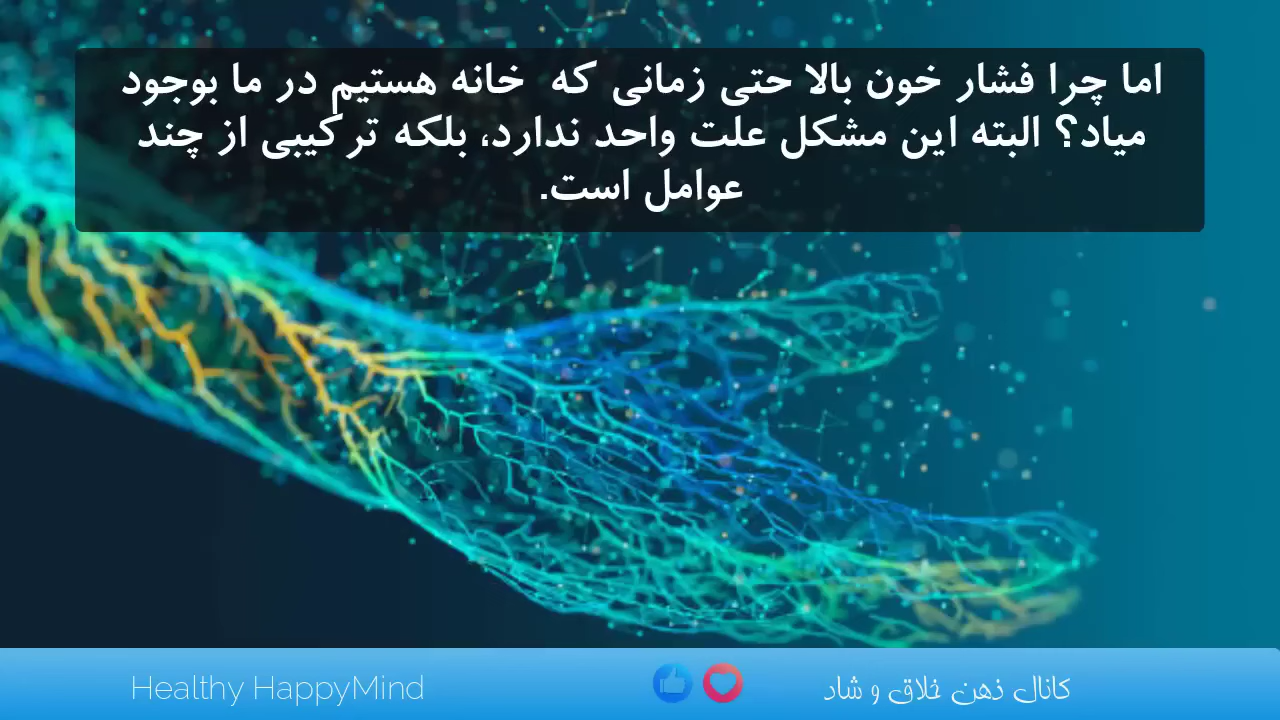 اما چرا فشار خون بالا حتی زمانی که خانه هستیم در ما بوجود
میاد؟ البته این مشکل علت واحد ندارد، بلکه ترکیبی از چند
عوامل است.
Healthy HappyMind
کانال ذهن خلاق و شاد